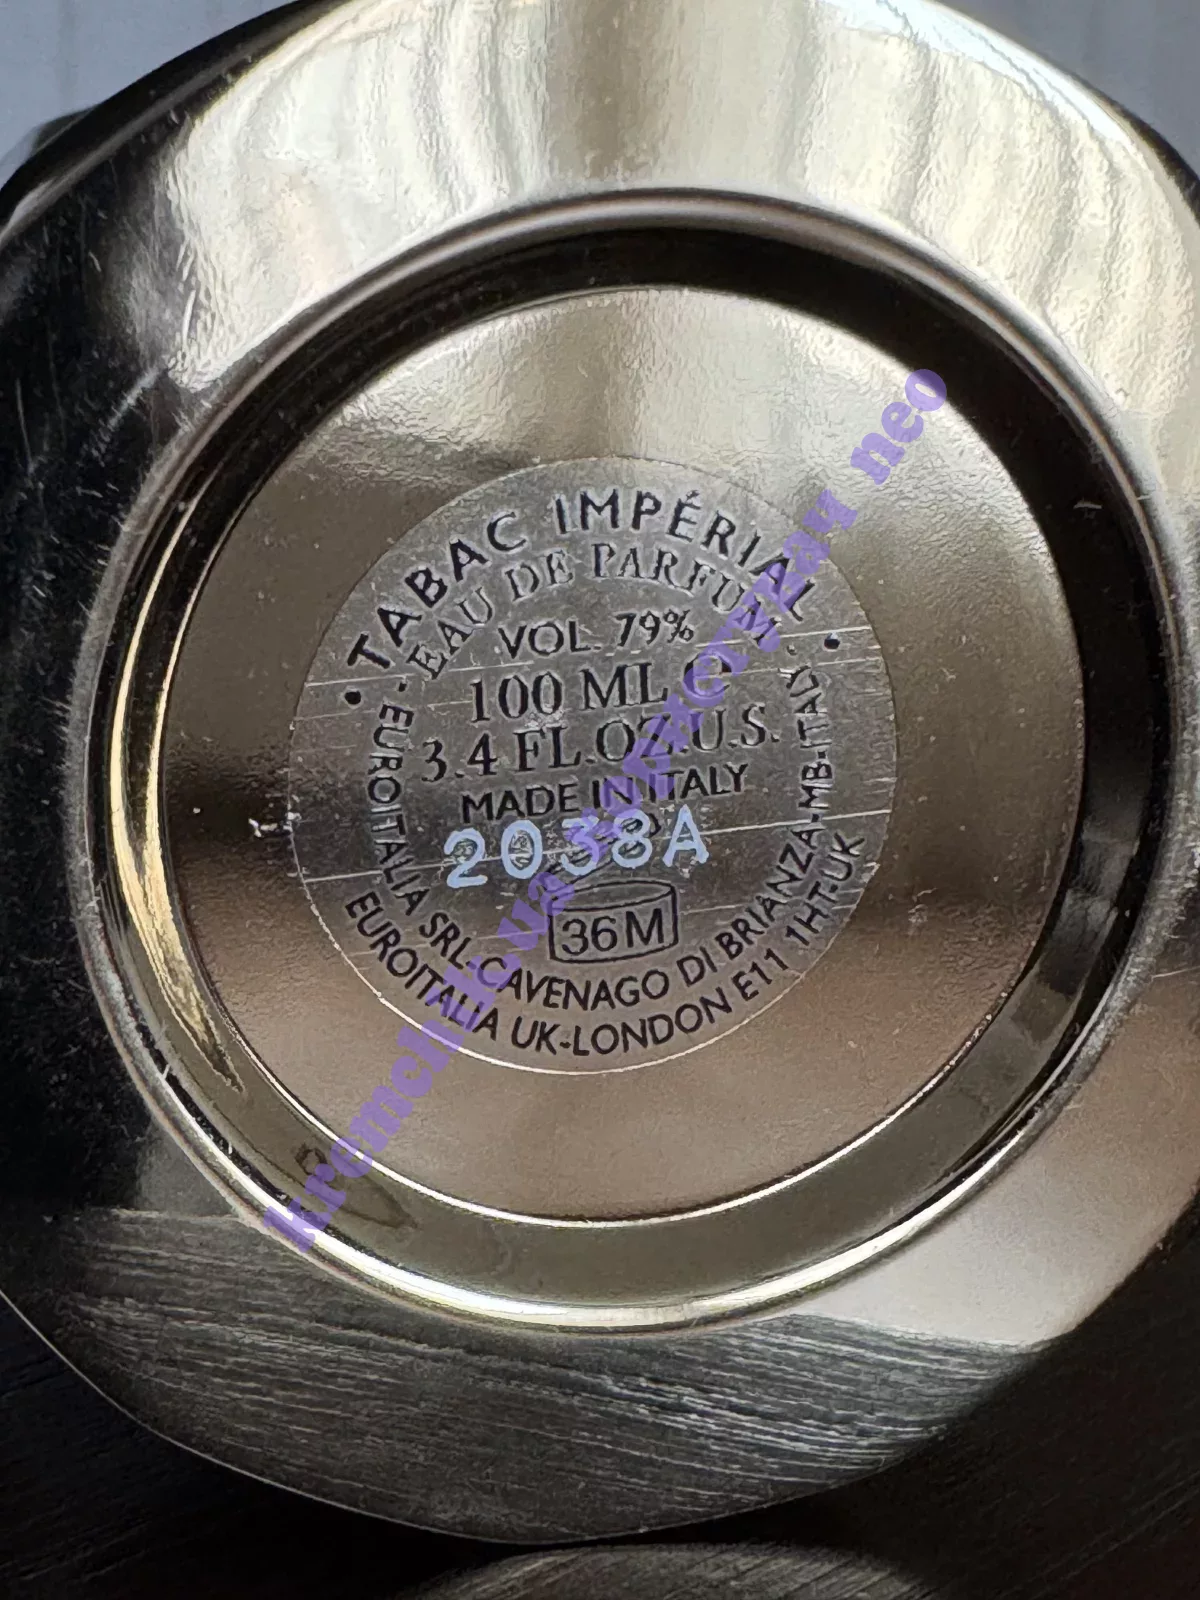 • TABAC IMPÉRIAL •
EAU DE PARFUM
VOL. 79%
100 ML ℮
3.4 FL.OZ.U.S.
MADE IN ITALY
2038A
36M
-EUROITALIA SRL-CAVENAGO DI BRIANZA-MB-ITALY-
EUROITALIA UK-LONDON E11 1HT-UK